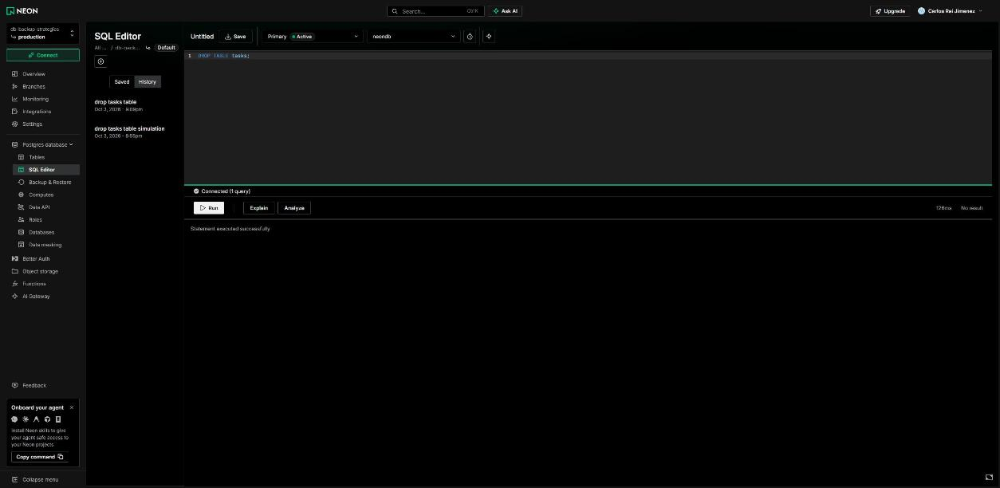 NEON
Search...
Ctrl K
Ask AI
Upgrade
Carlos Rai Jimenez
db-backup-strategies
production
Connect
Overview
Branches
Monitoring
Integrations
Settings
Postgres database
Tables
SQL Editor
Backup & Restore
Computes
Data API
Roles
Databases
Data masking
Better Auth
Object storage
Functions
AI Gateway
Feedback
Onboard your agent
Install Neon skills to give
your agent safe access to
your Neon projects
Copy command
Collapse menu
SQL Editor
All ... / db-back... Default
Saved
History
drop tasks table
Oct 3, 2026 - 9:09pm
drop tasks table simulation
Oct 3, 2026 - 8:55pm
Untitled
Save
Primary
Active
neondb
1 DROP TABLE tasks;
Connected (1 query)
Run
Explain
Analyze
126ms
No result
Statement executed successfully